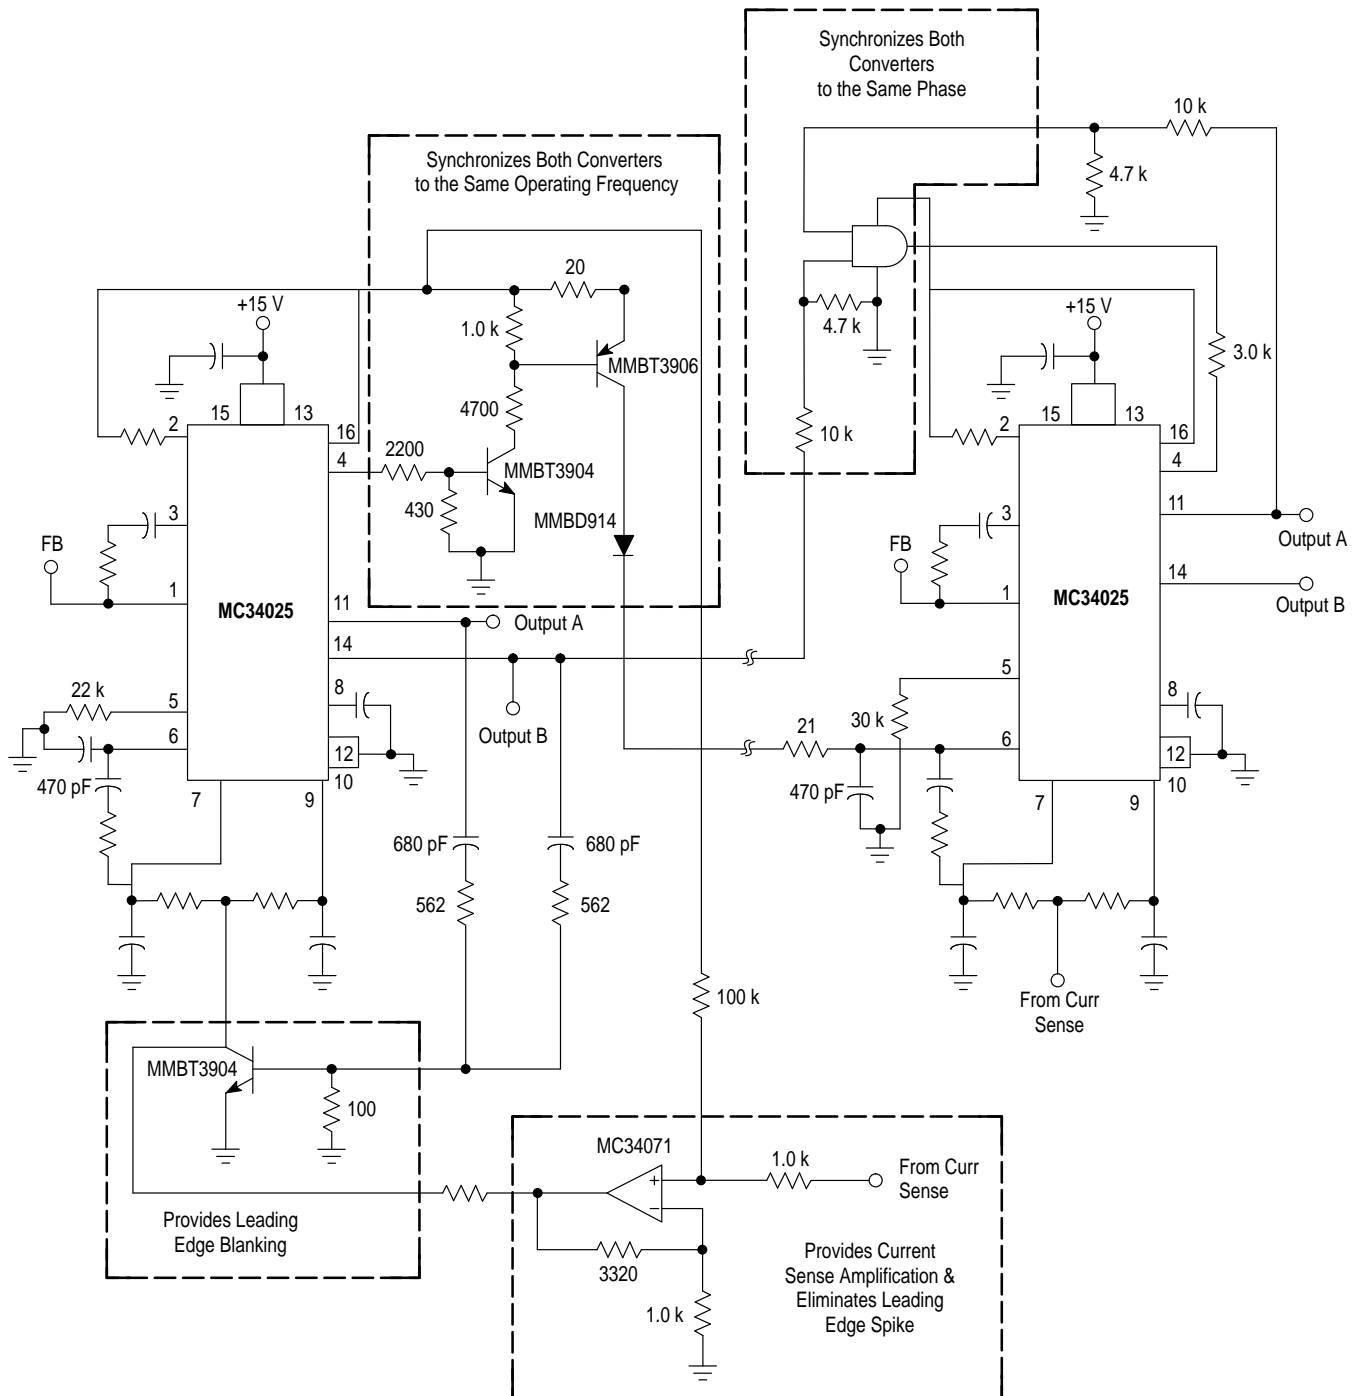 Synchronizes Both
Converters
to the Same Phase
10 k
4.7 k
Synchronizes Both Converters
to the Same Operating Frequency
20
+15 V
1.0 k
4.7 k
+15 V
3.0 k
MMBT3906
15
13
4700
15
13
2
16
10 k
2
16
4
2200
4
MMBT3904
430
MMBD914
3
3
11
FB
FB
Output A
1
14
1
MC34025
MC34025
Output B
11
Output A
14
5
22 k
5
8
8
30 k
21
6
Output B
6
12
12
470 pF
10
470 pF
10
7
9
7
9
680 pF
680 pF
562
562
100 k
From Curr
Sense
MMBT3904
100
MC34071
1.0 k
From Curr
Sense
+
−
Provides Leading
Edge Blanking
3320
Provides Current
Sense Amplification &
Eliminates Leading
Edge Spike
1.0 k